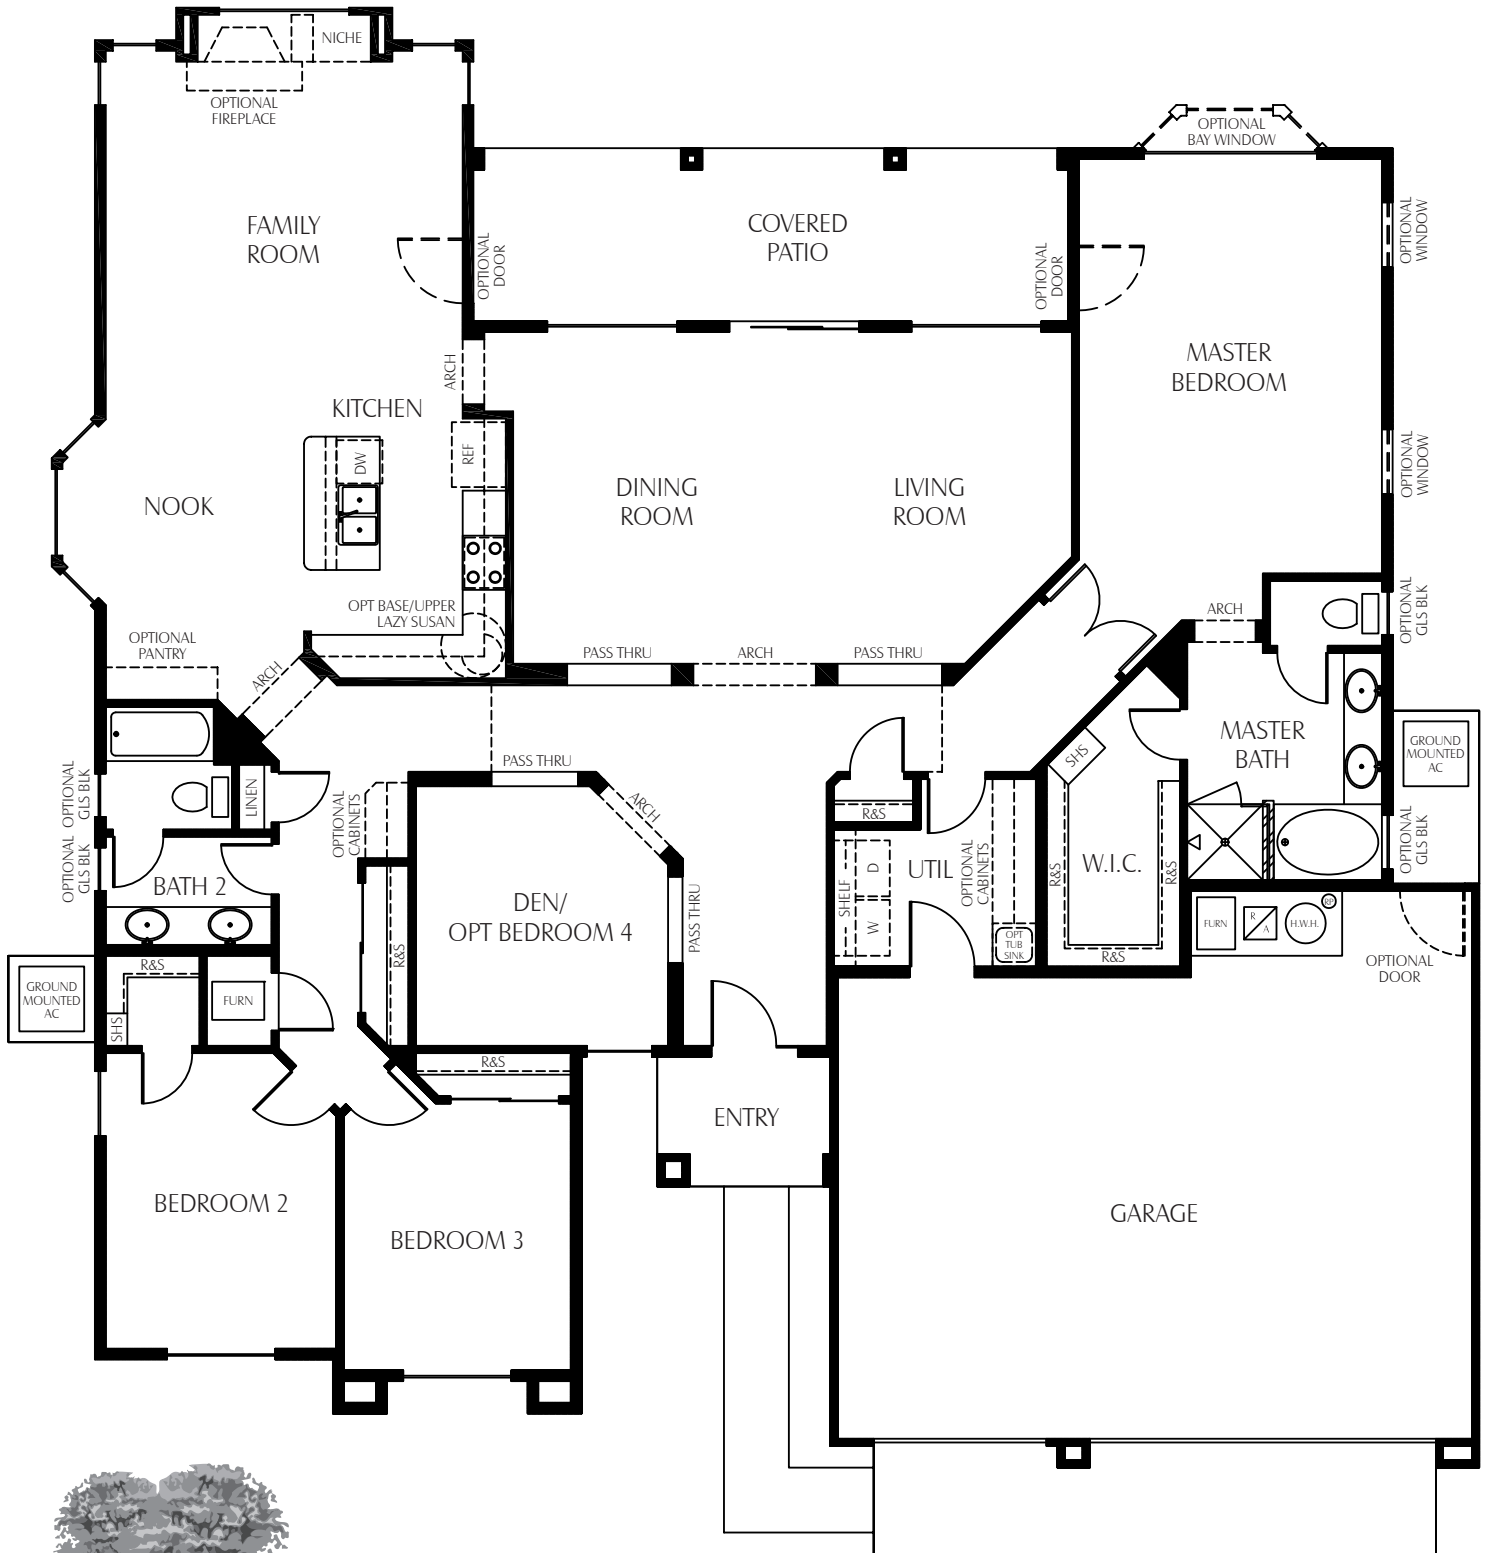 NICHE
OPTIONAL
FIREPLACE
OPTIONAL
BAY WINDOW
FAMILY
ROOM
COVERED
PATIO
OPTIONAL
DOOR
OPTIONAL
DOOR
OPTIONAL
WINDOW
MASTER
BEDROOM
ARCH
KITCHEN
DW
REF
NOOK
DINING
ROOM
LIVING
ROOM
OPTIONAL
WINDOW
OPT BASE/UPPER
LAZY SUSAN
OPTIONAL
PANTRY
ARCH
PASS THRU
ARCH
PASS THRU
ARCH
OPTIONAL
GLS BLK
MASTER
BATH
SHS
GROUND
MOUNTED
AC
PASS THRU
LINEN
OPTIONAL
GLS BLK
OPTIONAL
CABINETS
ARCH
R&S
OPTIONAL
GLS BLK
OPTIONAL
GLS BLK
BATH 2
DEN/
OPT BEDROOM 4
PASS THRU
SHELF
D
W
UTIL
OPTIONAL
CABINETS
OPT
TUB
SINK
R&S
W.I.C.
R&S
R&S
FURN
R
A
H.W.H.
RP
OPTIONAL
DOOR
R&S
R&S
GROUND
MOUNTED
AC
SHS
FURN
R&S
ENTRY
BEDROOM 2
BEDROOM 3
GARAGE